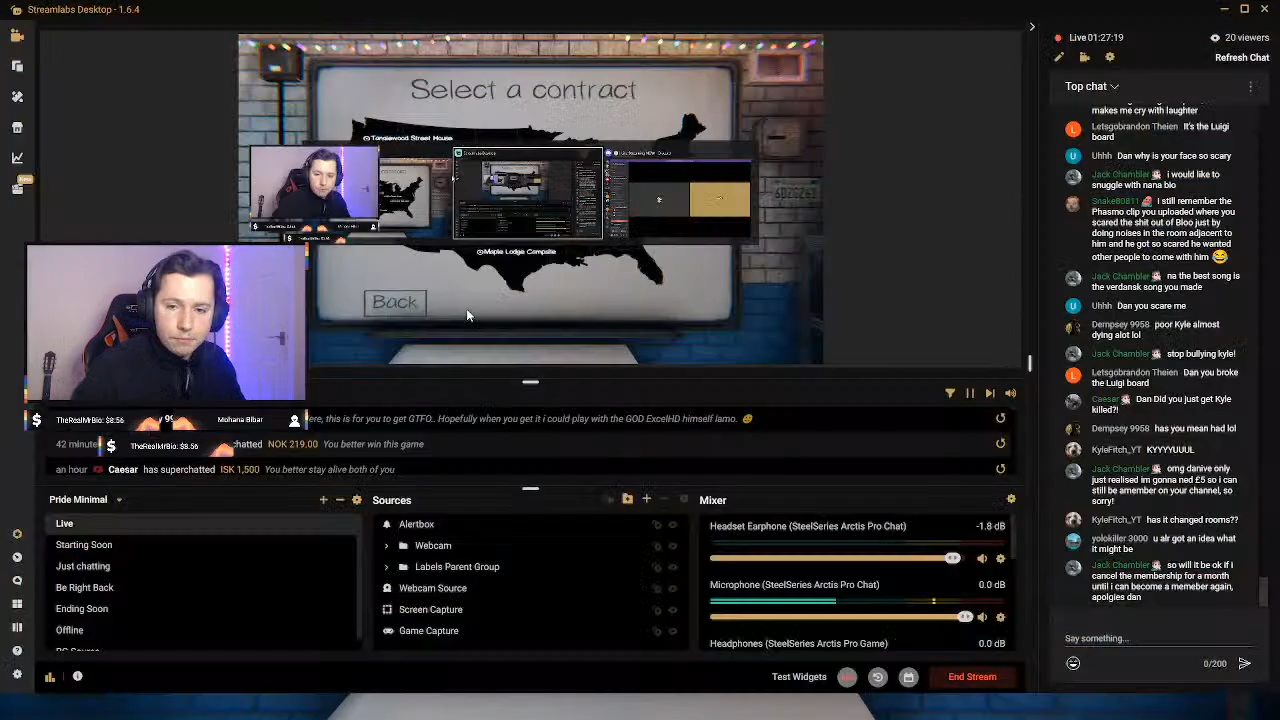 Streamlabs Desktop - 1.6.4
Live 01:27:19
20 viewers
Refresh Chat
Top chat
Select a contract
Tanglewood Street House
Maple Lodge Campsite
Back
makes me cry with laughter
Letsgobrandon Theien It's the Luigi
board
Uhhh Dan why is your face so scary
Jack Chambler i would like to
snuggle with nana blo
Snake80811 I still remember the
Phasmo clip you uploaded where
you scared the shit out of Beno just by
doing noises in the radio standing next to
him and he got so scared he wanted
other people to come with him
Jack Chambler na the best song is
the verdansk song you made
Uhhh Dan you scare me
Dempsey 9958 poor Kyle almost
dying alot lol
Jack Chambler stop bullying kyle!
Letsgobrandon Theien Dan you broke
the Luigi board
Caesar Dan Did you just get Kyle
killed?!
Dempsey 9958 has you mean had lol
KyleFitch_YT KYYYYUUUL
Jack Chambler omg danive only
just realised im gonna ned £5 so i can
still be amember on your channel, so
sorry!
KyleFitch_YT has it changed rooms??
yolokiller 3000 u alr got an idea what
it might be
Jack Chambler so will it be ok if i
cancel the membership for a month
until i can become a memeber again,
apolgies dan
Say something...
0/200
TheRealMrBio: $8.56
Mohana Blbar
ere, this is for you to get GTFO.. Hopefully when you get it i could play with the GOD ExcelHD himself lamo.
42 minute
TheRealMrBio: $8.56
hatted NOK 219.00 You better win this game
an hour Caesar has superchatted ISK 1,500 You better stay alive both of you
Pride Minimal
Live
Starting Soon
Just chatting
Be Right Back
Ending Soon
Offline
Sources
Alertbox
Webcam
Labels Parent Group
Webcam Source
Screen Capture
Game Capture
Mixer
Headset Earphone (SteelSeries Arctis Pro Chat) -1.8 dB
Microphone (SteelSeries Arctis Pro Chat) 0.0 dB
Headphones (SteelSeries Arctis Pro Game) 0.0 dB
Test Widgets
End Stream